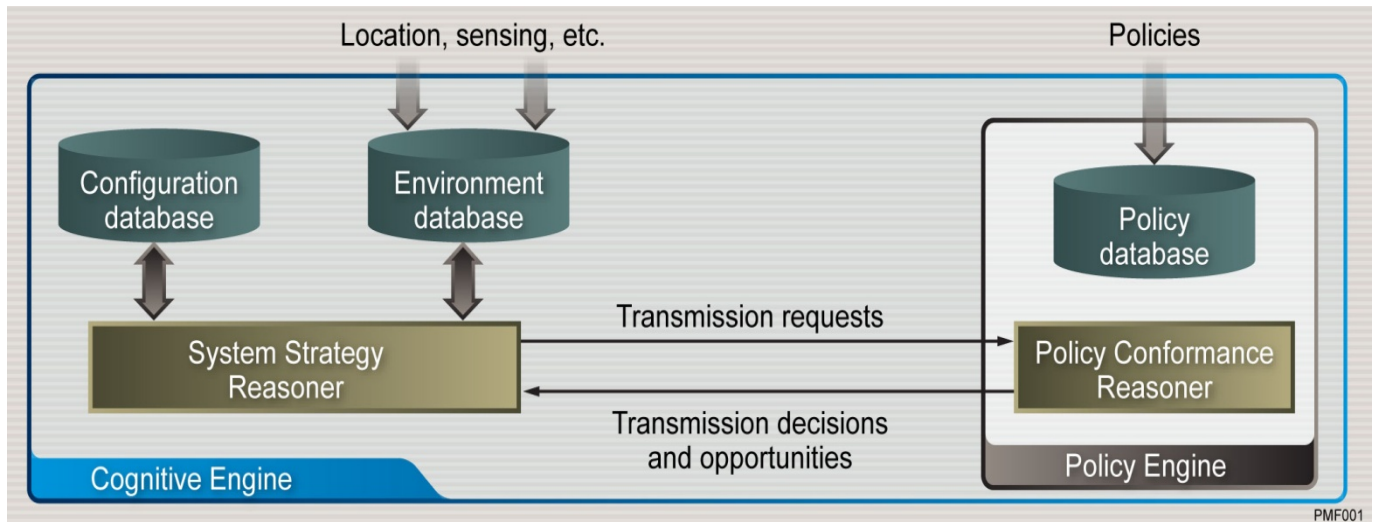 Location, sensing, etc.
Policies
Configuration
database
Environment
database
Policy
database
System Strategy
Reasoner
Transmission requests
Policy Conformance
Reasoner
Transmission decisions
and opportunities
Cognitive Engine
Policy Engine
PMF001